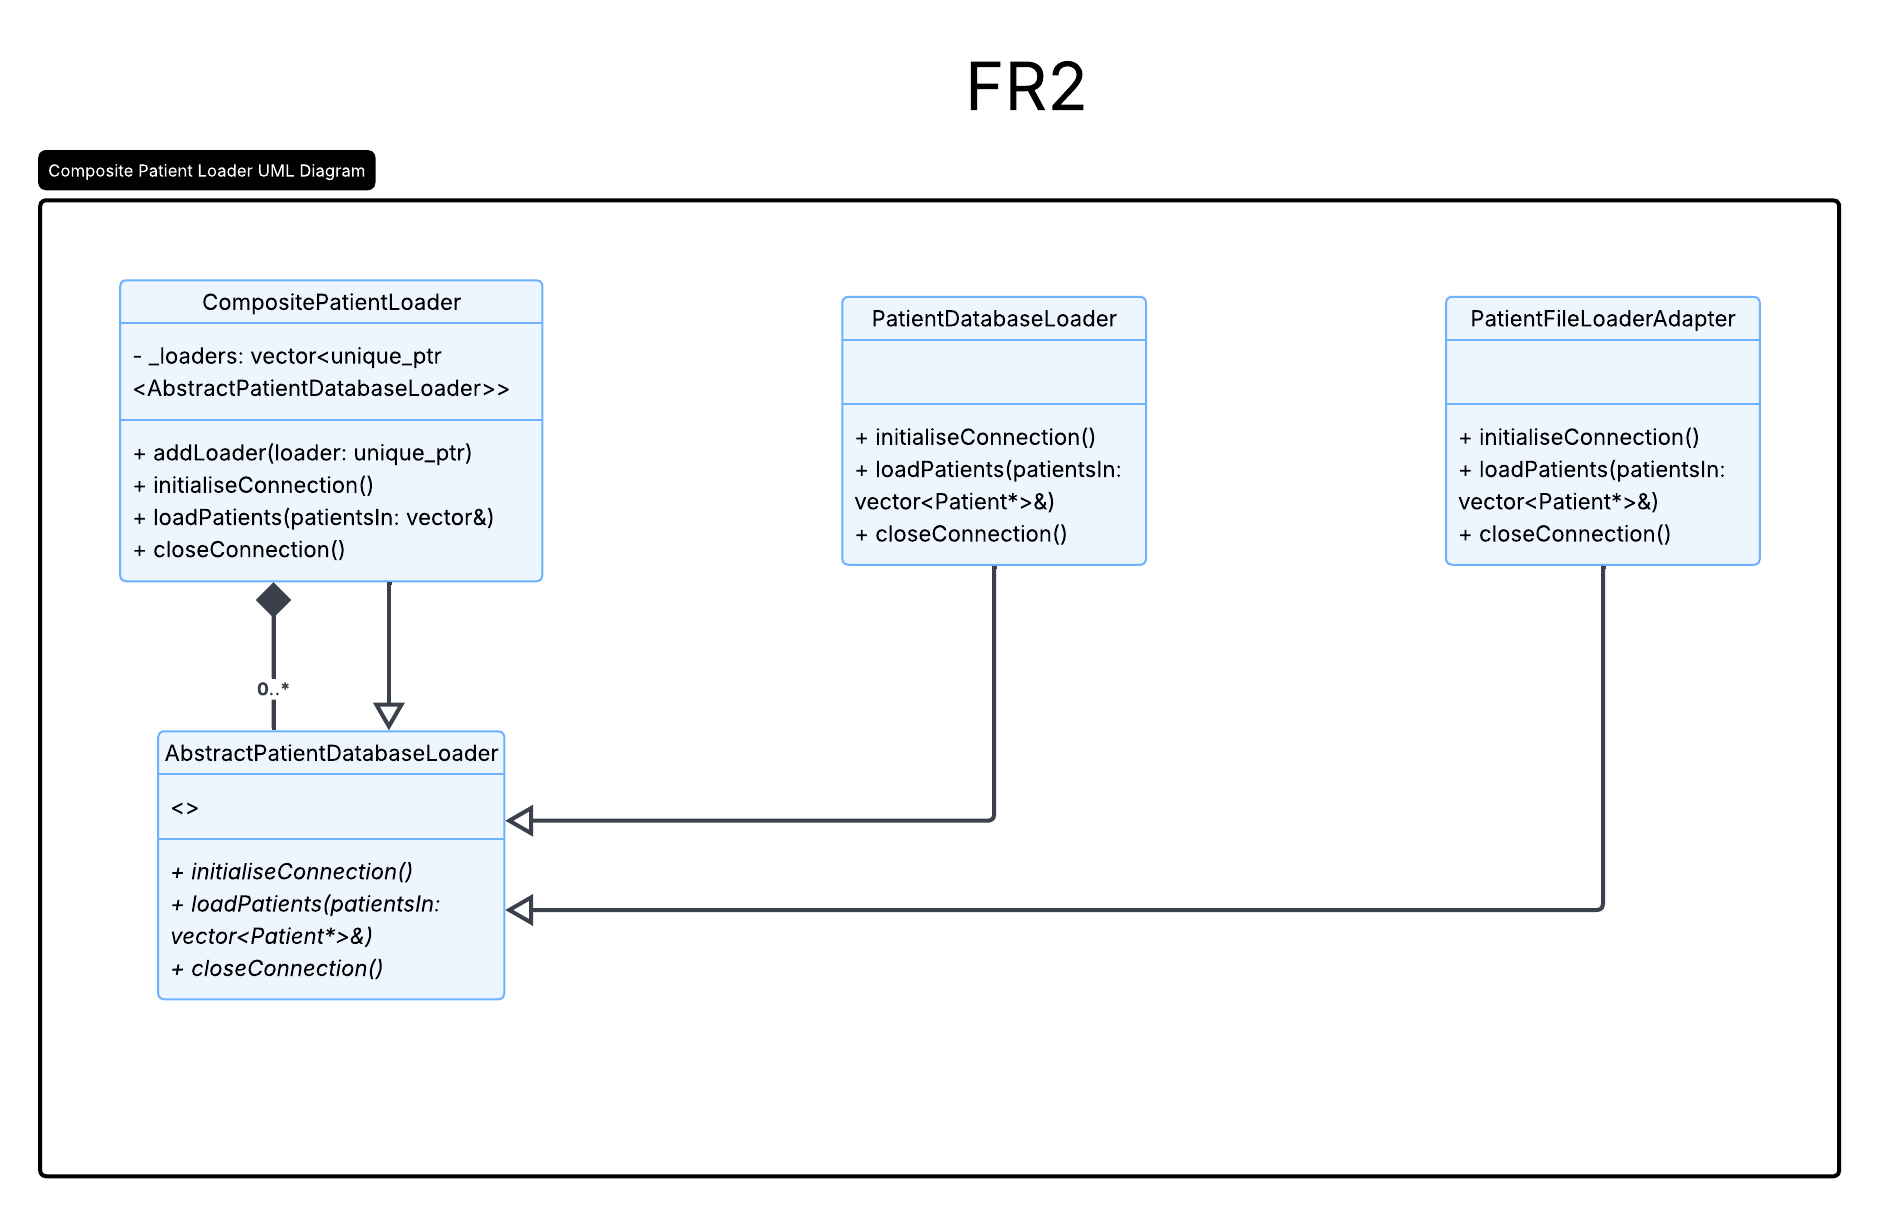 FR2
Composite Patient Loader UML Diagram
CompositePatientLoader
- _loaders: vector<unique_ptr
<AbstractPatientDatabaseLoader>>
+ addLoader(loader: unique_ptr)
+ initialiseConnection()
+ loadPatients(patientsIn: vector&)
+ closeConnection()
PatientDatabaseLoader
+ initialiseConnection()
+ loadPatients(patientsIn:
vector<Patient*>&)
+ closeConnection()
PatientFileLoaderAdapter
+ initialiseConnection()
+ loadPatients(patientsIn:
vector<Patient*>&)
+ closeConnection()
0..*
AbstractPatientDatabaseLoader
<>
+ initialiseConnection()
+ loadPatients(patientsIn:
vector<Patient*>&)
+ closeConnection()